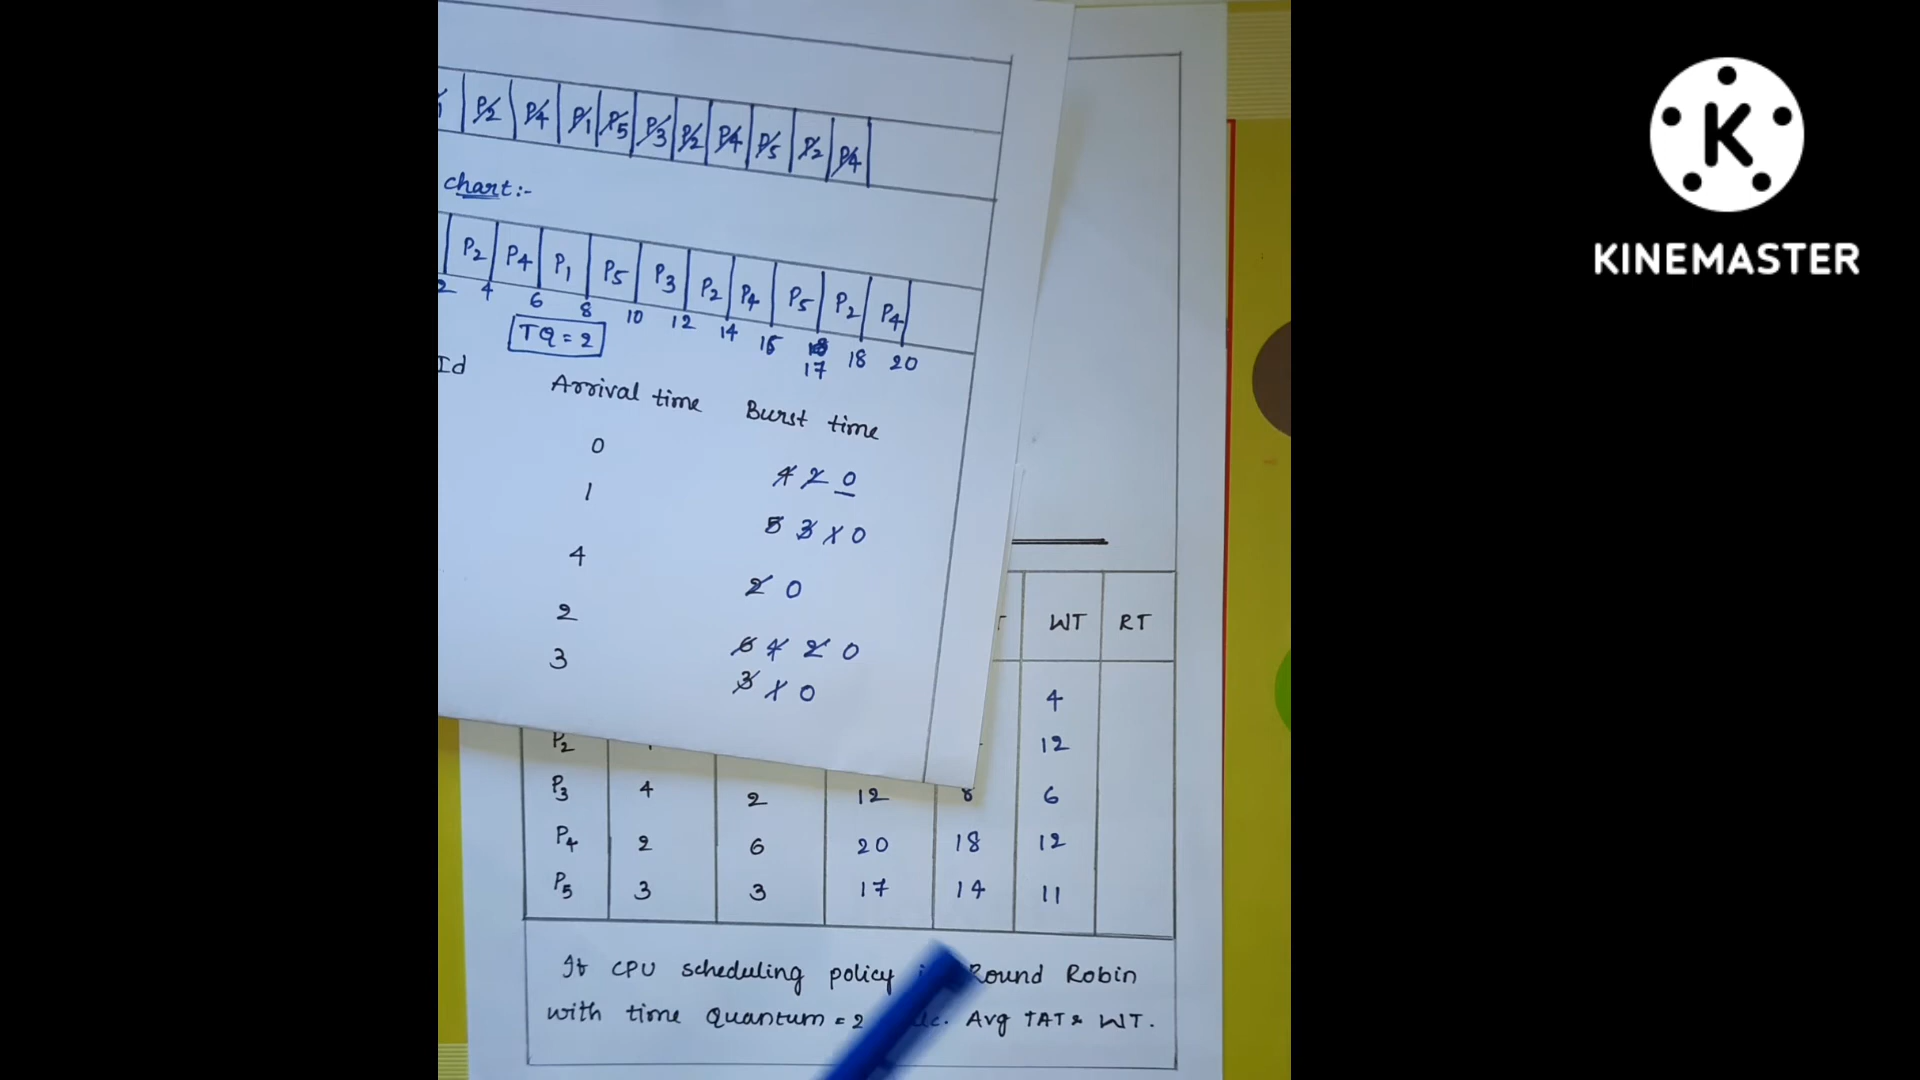 P2 P4 P1 P5 P3 P2 P4 P5 P2 P4
chart:-
P2 P4 P1 P5 P3 P2 P4 P5 P2 P4
2 4 6 8 10 12 14 16 17 18 20
TQ = 2
Id Arrival time Burst time
0 4 2 0
1 5 3 1 0
4 2 0
2 6 4 2 0
3 3 1 0
WT RT
4
P2 12
P3 4 2 12 8 6
P4 2 6 20 18 12
P5 3 3 17 14 11
If CPU scheduling policy Round Robin
with time Quantum = 2 Avg TAT & WT.
K
KINEMASTER